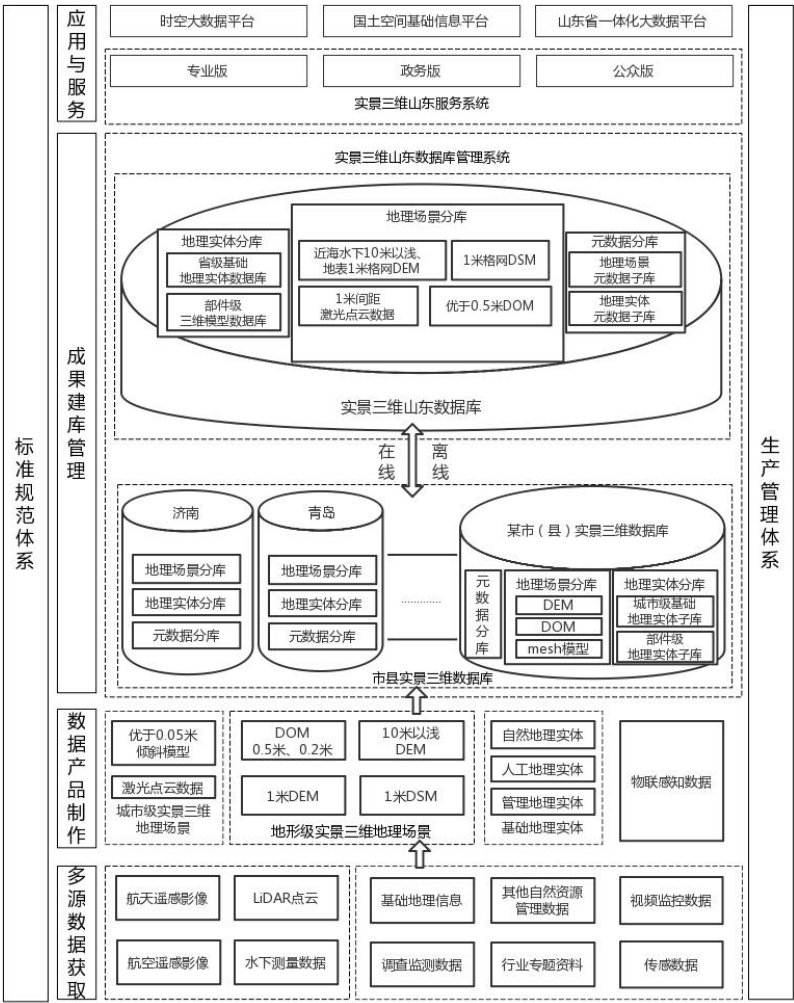 标准规范体系
应用与服务
时空大数据平台
国土空间基础信息平台
山东省一体化大数据平台
专业版
政务版
公众版
实景三维山东服务系统
成果建库管理
实景三维山东数据库管理系统
地理实体分库
省级基础
地理实体数据库
部件级
三维模型数据库
地理场景分库
近海水下10米以浅、
地表1米格网DEM
1米格网DSM
1米间距
激光点云数据
优于0.5米DOM
元数据分库
地理场景
元数据子库
地理实体
元数据子库
实景三维山东数据库
在线
离线
济南
地理场景分库
地理实体分库
元数据分库
青岛
地理场景分库
地理实体分库
元数据分库
............
某市（县）实景三维数据库
元数据分库
地理场景分库
DEM
DOM
mesh模型
地理实体分库
城市级基础
地理实体子库
部件级
地理实体子库
市县实景三维数据库
数据产品制作
优于0.05米
倾斜模型
激光点云数据
城市级实景三维
地理场景
DOM
0.5米、0.2米
10米以浅
DEM
1米DEM
1米DSM
地形级实景三维地理场景
自然地理实体
人工地理实体
管理地理实体
基础地理实体
物联感知数据
多源数据获取
航天遥感影像
LiDAR点云
航空遥感影像
水下测量数据
基础地理信息
其他自然资源
管理数据
视频监控数据
调查监测数据
行业专题资料
传感数据
生产管理体系